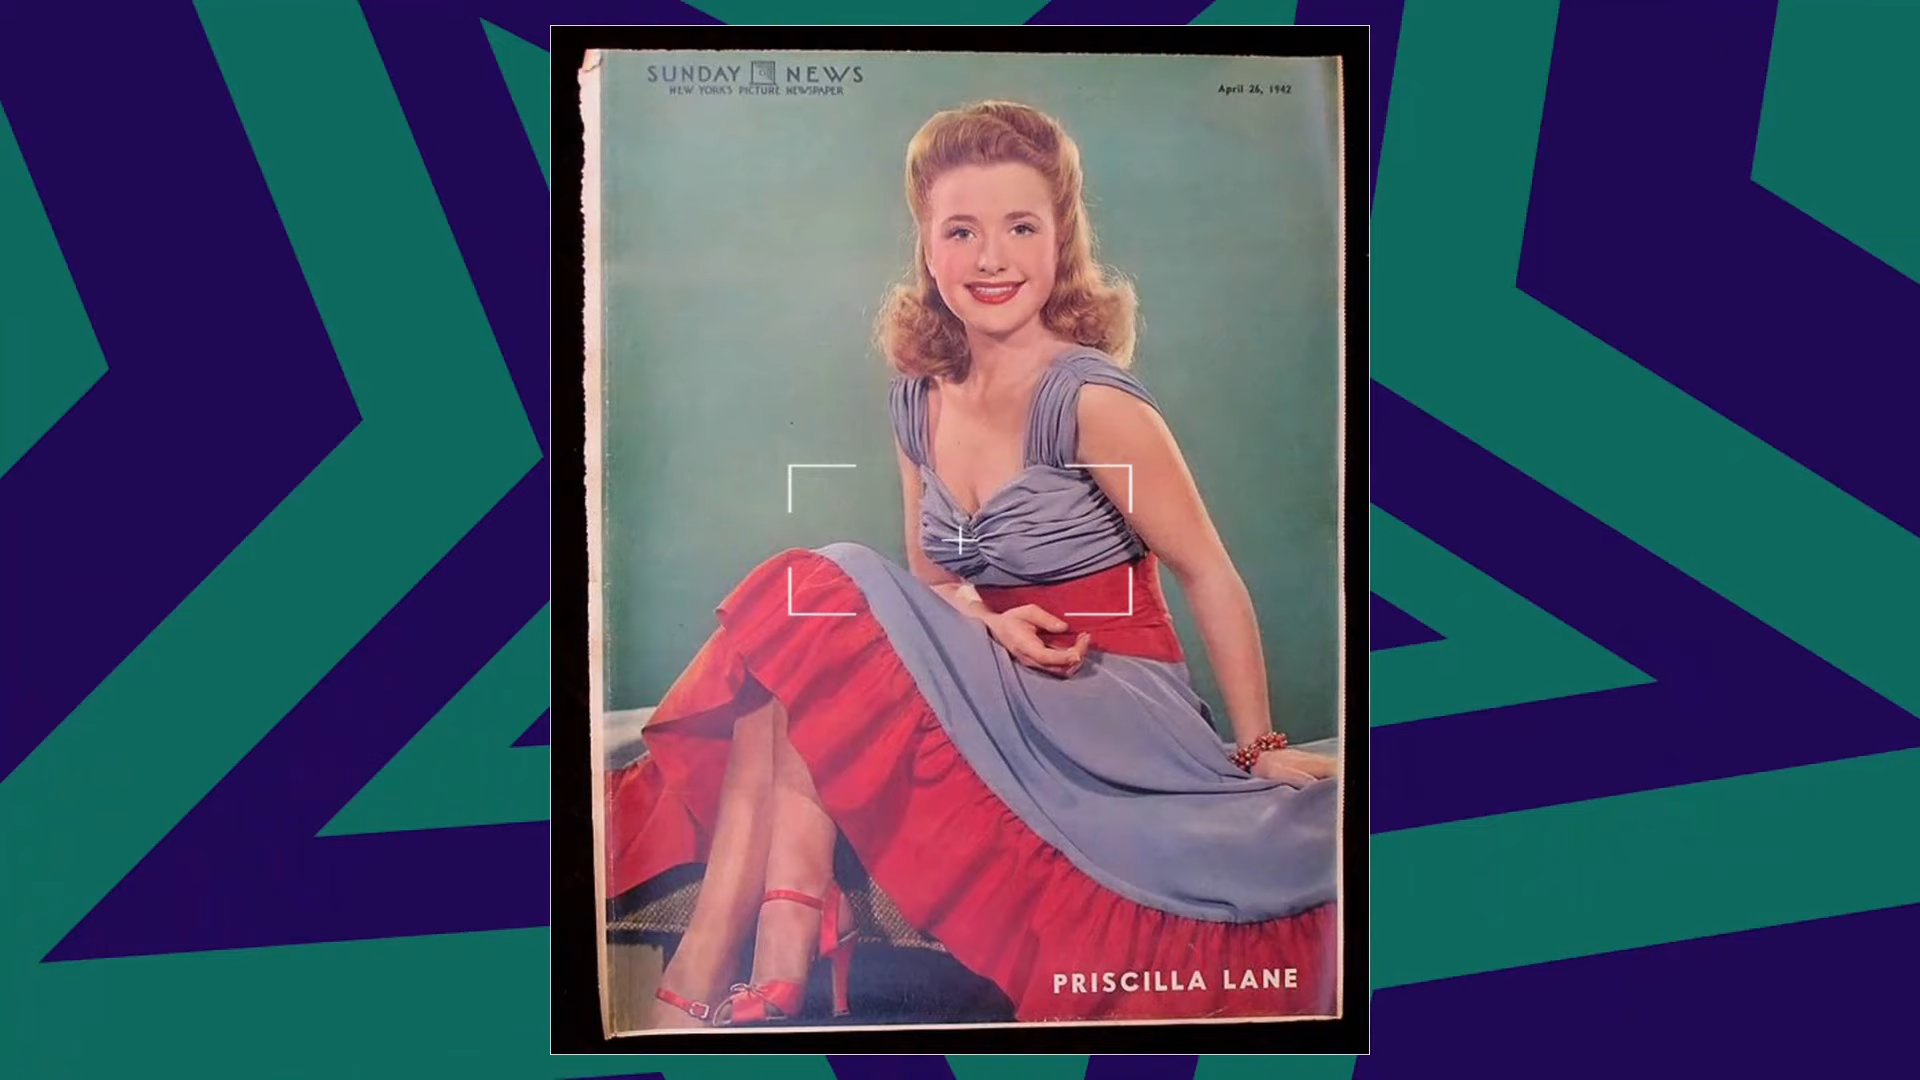 SUNDAY NEWS
NEW YORK'S PICTURE NEWSPAPER
April 26, 1942
PRISCILLA LANE